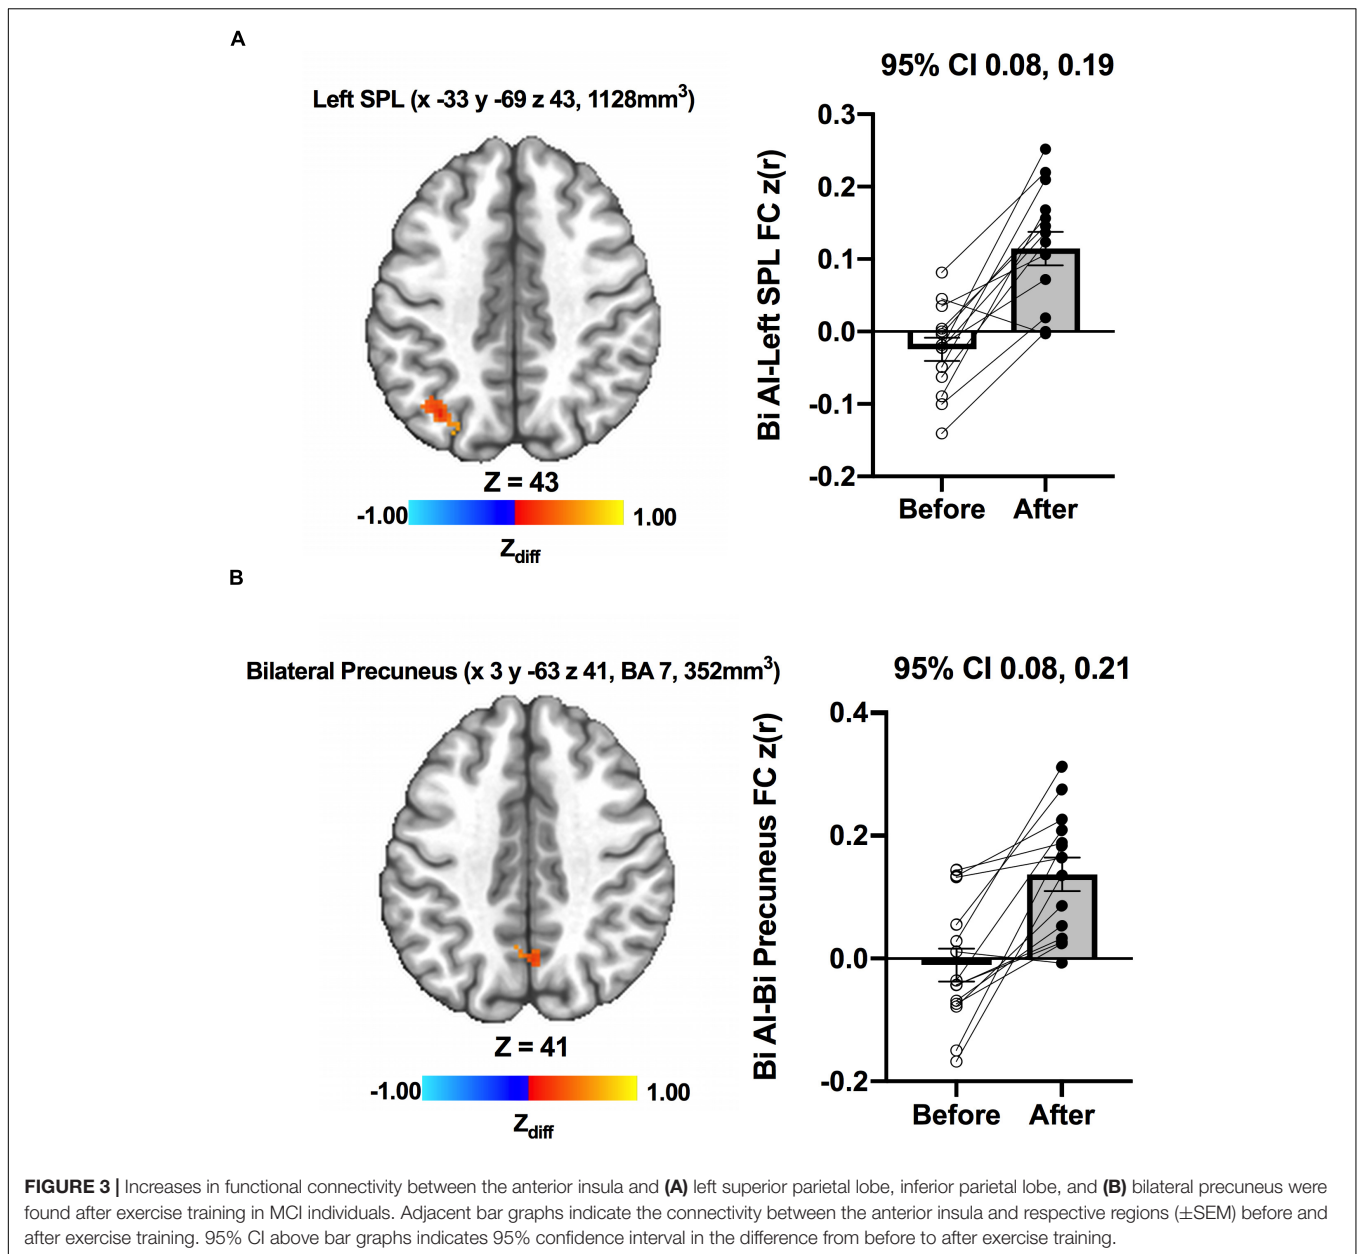 A
95% CI 0.08, 0.19
Left SPL (x -33 y -69 z 43, 1128mm³)
Bi AI-Left SPL FC z(r)
0.3
0.2
0.1
0.0
-0.1
-0.2
Before After
Z = 43
-1.00 1.00
Zdiff
B
Bilateral Precuneus (x 3 y -63 z 41, BA 7, 352mm³)
95% CI 0.08, 0.21
Bi AI-Bi Precuneus FC z(r)
0.4
0.2
0.0
-0.2
Before After
Z = 41
-1.00 1.00
Zdiff
FIGURE 3 | Increases in functional connectivity between the anterior insula and (A) left superior parietal lobe, inferior parietal lobe, and (B) bilateral precuneus were
found after exercise training in MCI individuals. Adjacent bar graphs indicate the connectivity between the anterior insula and respective regions (±SEM) before and
after exercise training. 95% CI above bar graphs indicates 95% confidence interval in the difference from before to after exercise training.